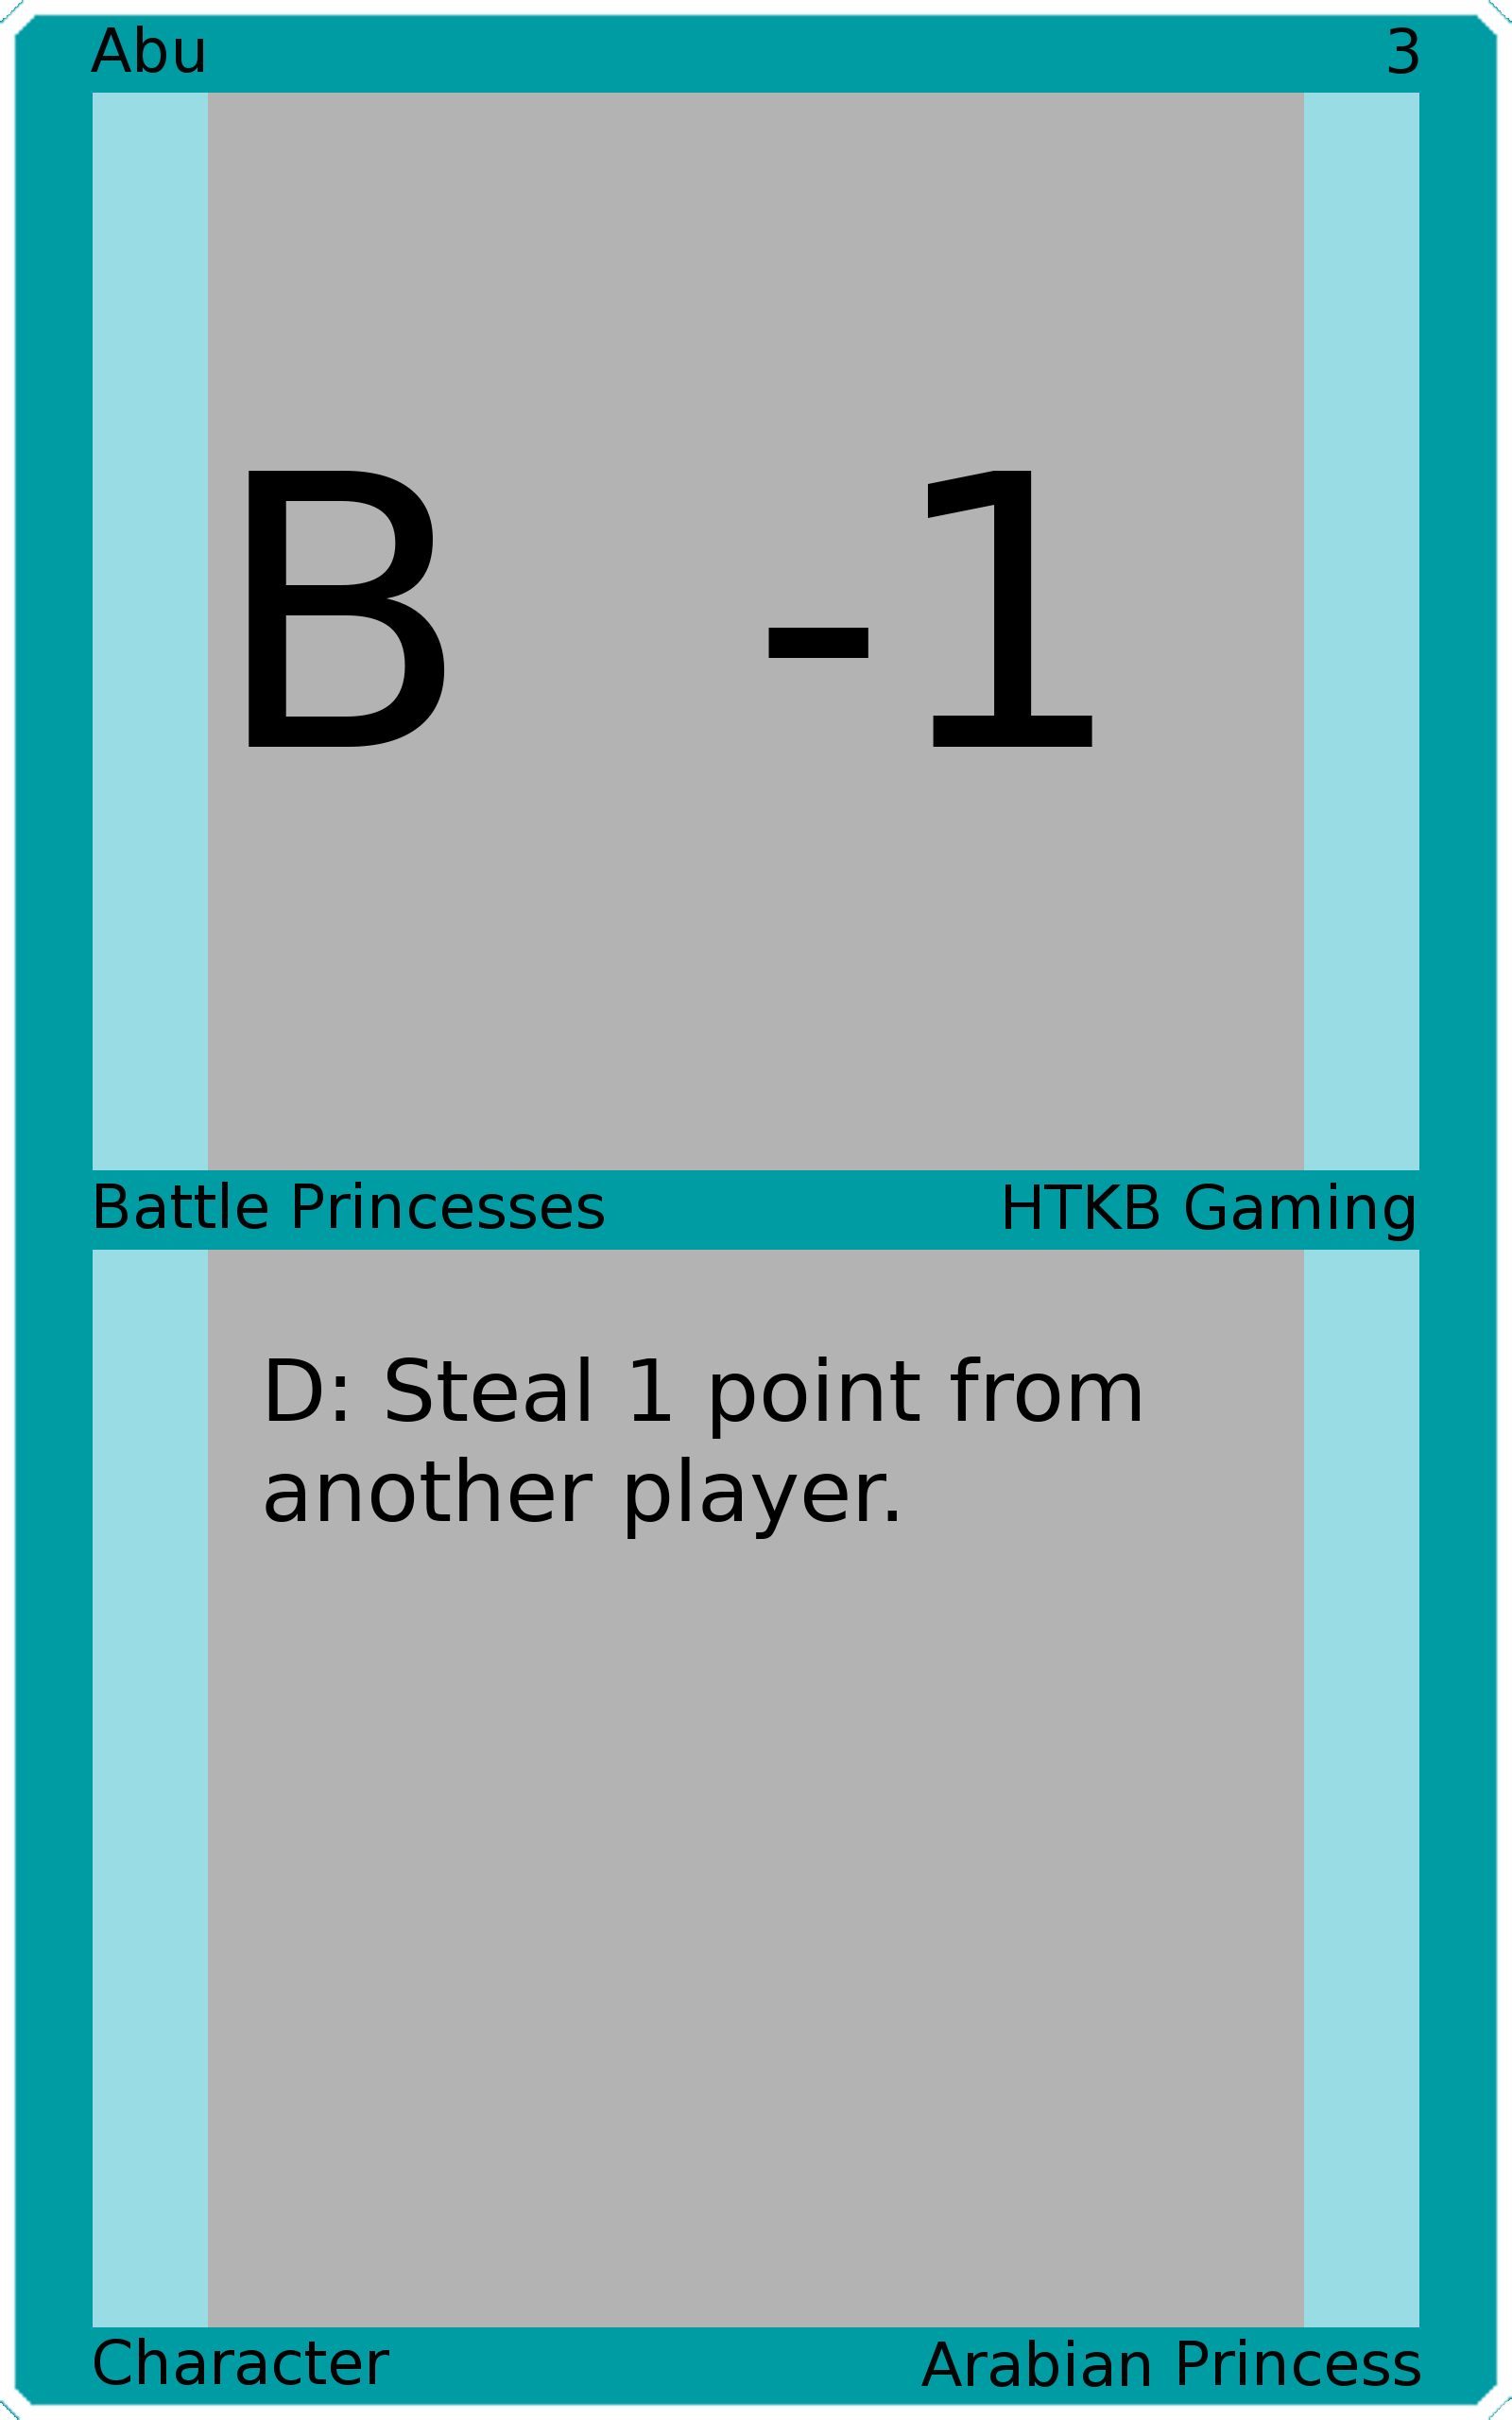 Abu 3
B -1
Battle Princesses HTKB Gaming
D: Steal 1 point from
another player.
Character Arabian Princess